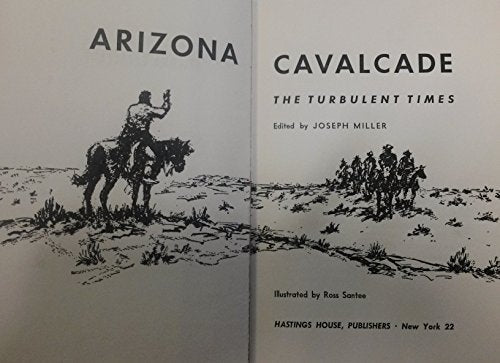 ARIZONA
CAVALCADE
THE TURBULENT TIMES
Edited by JOSEPH MILLER
Illustrated by Ross Santee
HASTINGS HOUSE, PUBLISHERS · New York 22